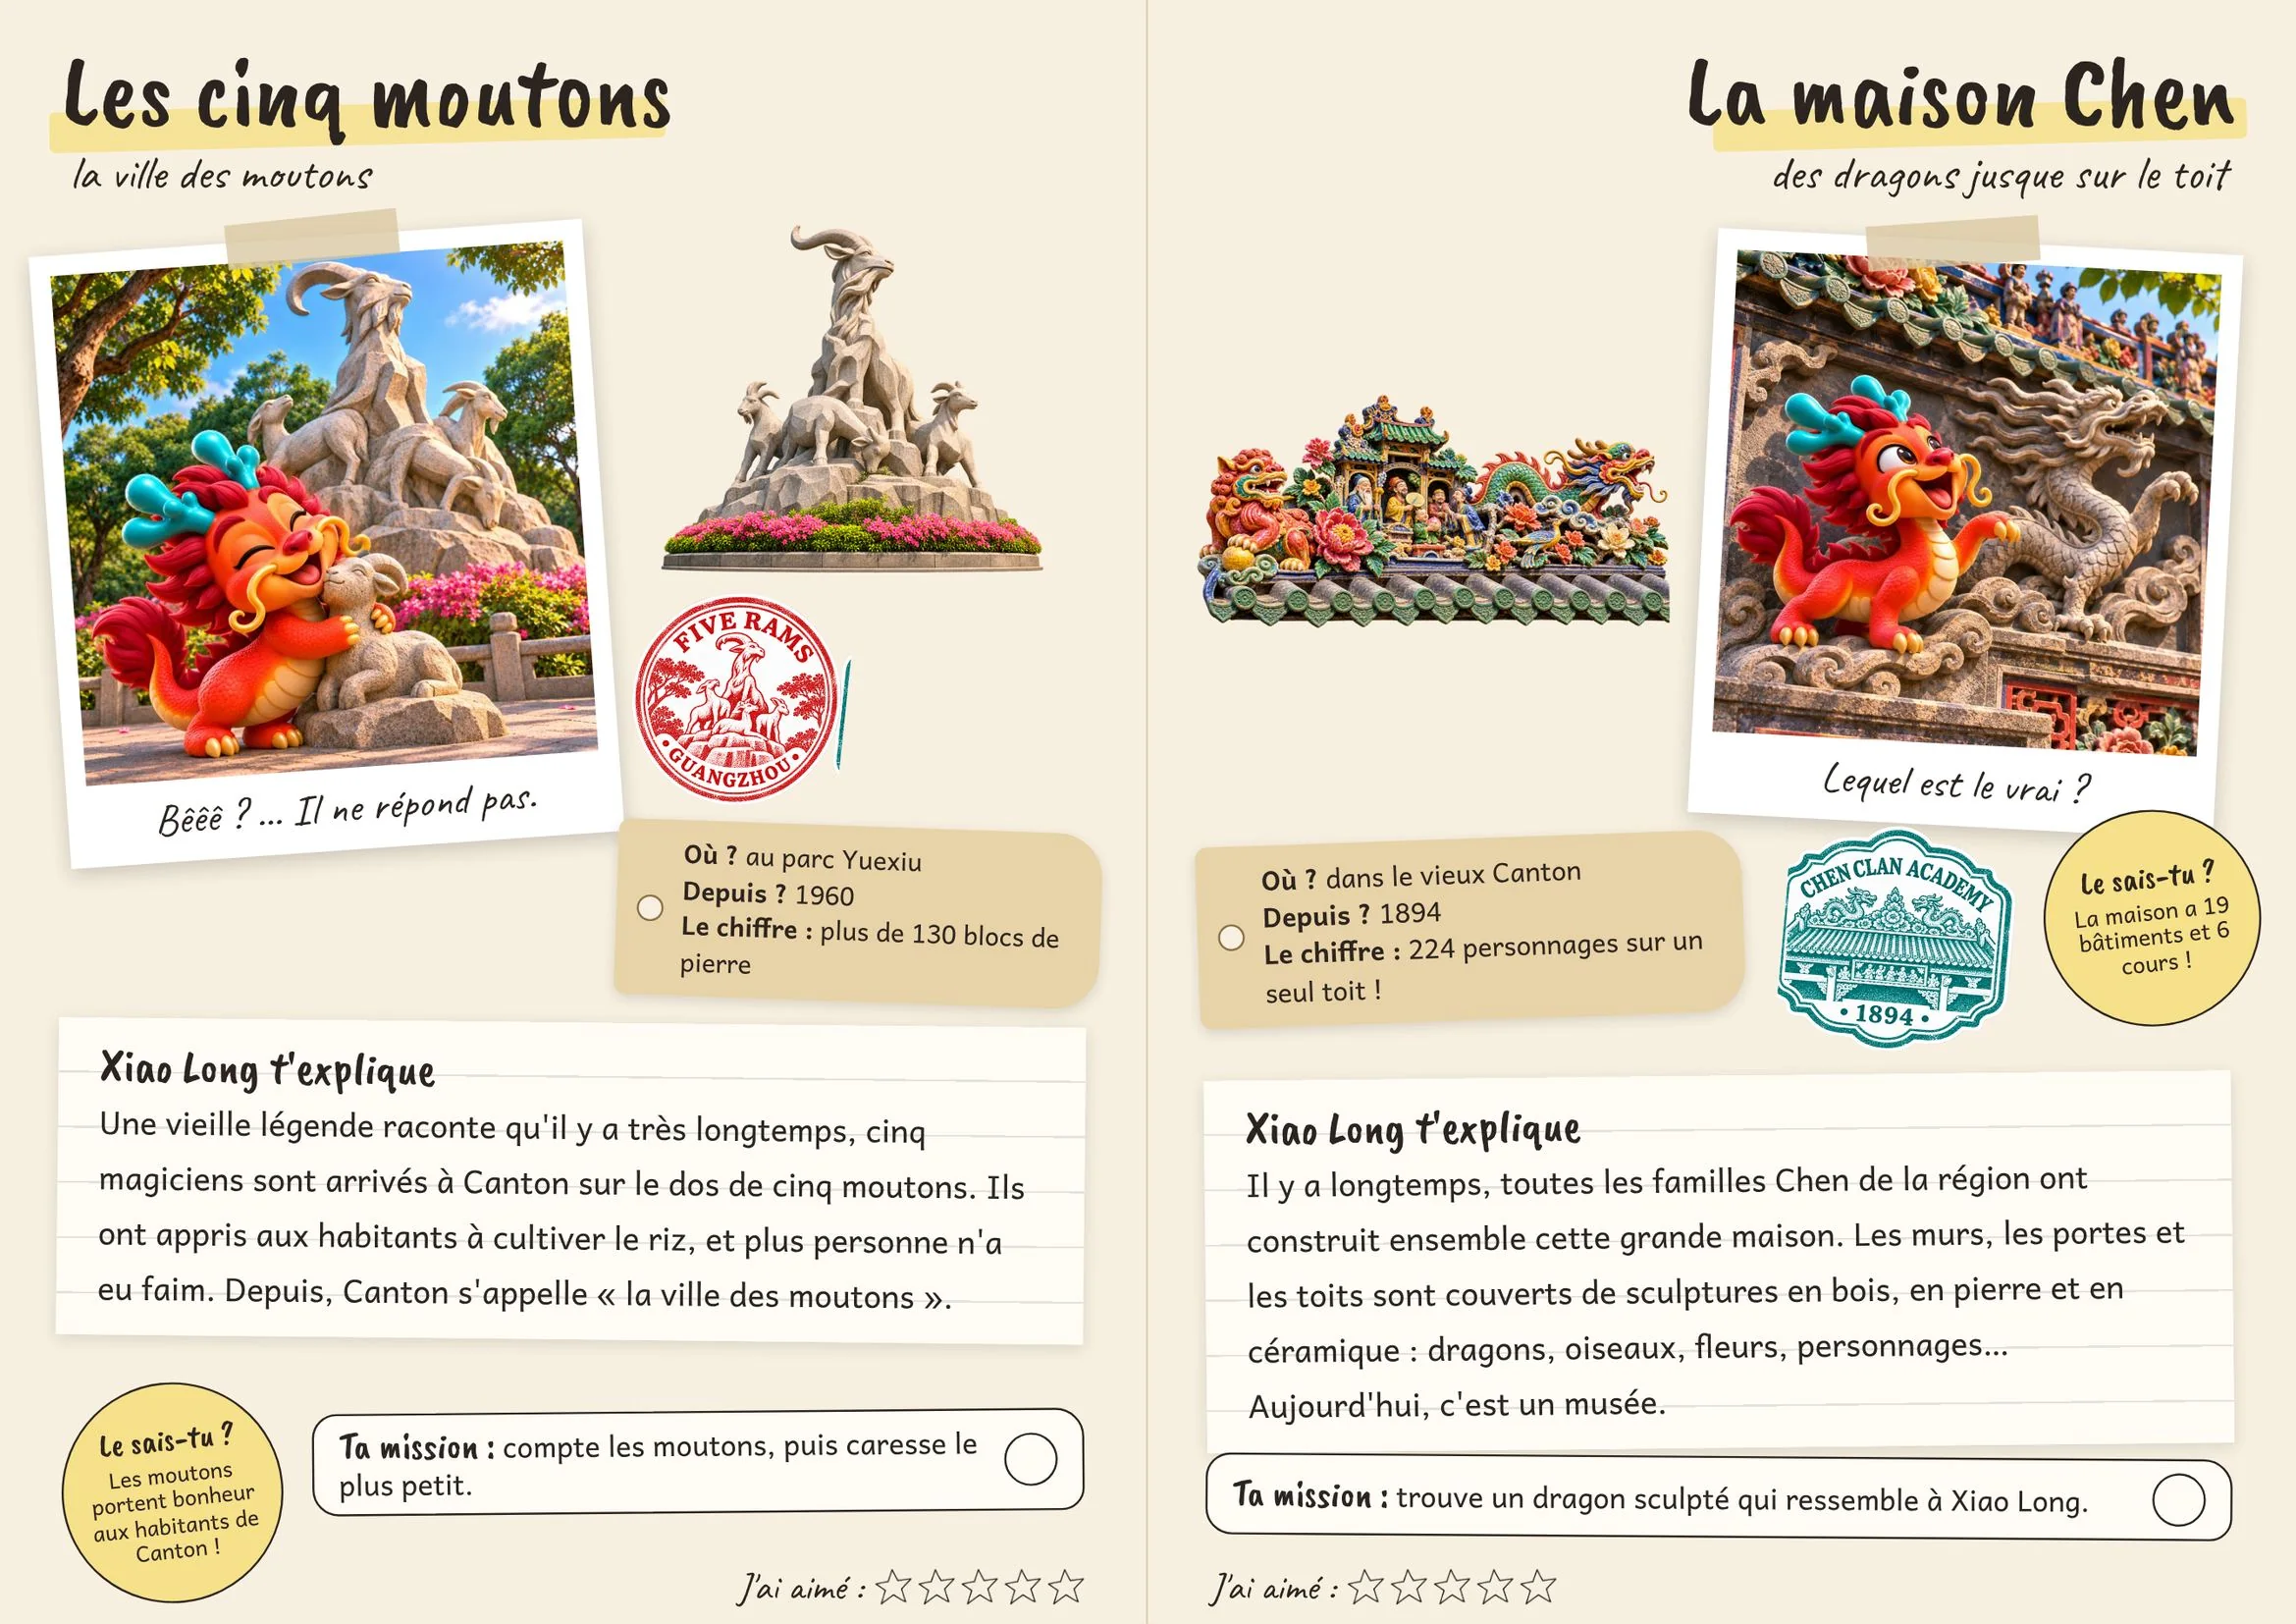 Les cinq moutons
la ville des moutons
Bêêê ? ... Il ne répond pas.
FIVE RAMS
GUANGZHOU
Où ? au parc Yuexiu
Depuis ? 1960
Le chiffre : plus de 130 blocs de
pierre
Xiao Long t'explique
Une vieille légende raconte qu'il y a très longtemps, cinq
magiciens sont arrivés à Canton sur le dos de cinq moutons. Ils
ont appris aux habitants à cultiver le riz, et plus personne n'a
eu faim. Depuis, Canton s'appelle « la ville des moutons ».
Le sais-tu ?
Les moutons
portent bonheur
aux habitants de
Canton !
Ta mission : compte les moutons, puis caresse le
plus petit.
J'ai aimé :
La maison Chen
des dragons jusque sur le toit
Lequel est le vrai ?
Où ? dans le vieux Canton
Depuis ? 1894
Le chiffre : 224 personnages sur un
seul toit !
CHEN CLAN ACADEMY
• 1894 •
Le sais-tu ?
La maison a 19
bâtiments et 6
cours !
Xiao Long t'explique
Il y a longtemps, toutes les familles Chen de la région ont
construit ensemble cette grande maison. Les murs, les portes et
les toits sont couverts de sculptures en bois, en pierre et en
céramique : dragons, oiseaux, fleurs, personnages...
Aujourd'hui, c'est un musée.
Ta mission : trouve un dragon sculpté qui ressemble à Xiao Long.
J'ai aimé :